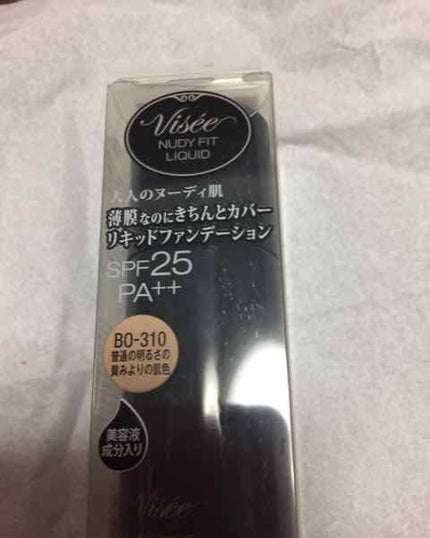 Visée
NUDY FIT
LIQUID
大人のヌーディ肌
薄膜なのにきちんとカバー
リキッドファンデーション
SPF25
PA++
BO-310
普通の明るさの
黄みよりの肌色
美容液
成分入り
Visée